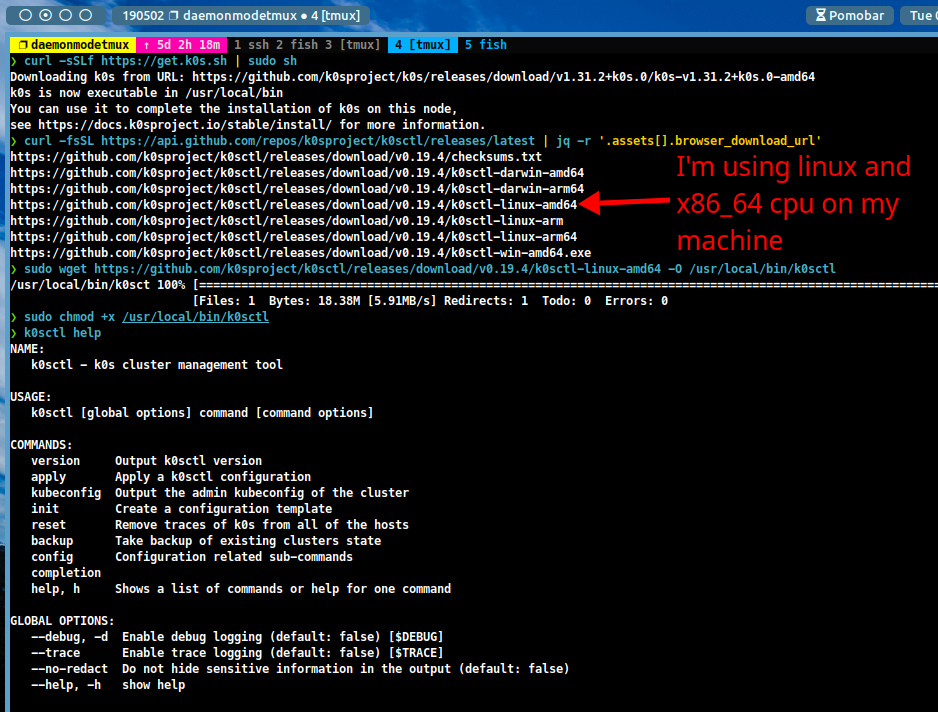 190502 daemonmodetmux ● 4 [tmux]
Pomobar
Tue
daemonmodetmux ↑ 5d 2h 18m 1 ssh 2 fish 3 [tmux] 4 [tmux] 5 fish
❯ curl -sSLf https://get.k0s.sh | sudo sh
Downloading k0s from URL: https://github.com/k0sproject/k0s/releases/download/v1.31.2+k0s.0/k0s-v1.31.2+k0s.0-amd64
k0s is now executable in /usr/local/bin
You can use it to complete the installation of k0s on this node,
see https://docs.k0sproject.io/stable/install/ for more information.
❯ curl -fsSL https://api.github.com/repos/k0sproject/k0sctl/releases/latest | jq -r '.assets[].browser_download_url'
https://github.com/k0sproject/k0sctl/releases/download/v0.19.4/checksums.txt
https://github.com/k0sproject/k0sctl/releases/download/v0.19.4/k0sctl-darwin-amd64
https://github.com/k0sproject/k0sctl/releases/download/v0.19.4/k0sctl-darwin-arm64
https://github.com/k0sproject/k0sctl/releases/download/v0.19.4/k0sctl-linux-amd64
https://github.com/k0sproject/k0sctl/releases/download/v0.19.4/k0sctl-linux-arm
https://github.com/k0sproject/k0sctl/releases/download/v0.19.4/k0sctl-linux-arm64
https://github.com/k0sproject/k0sctl/releases/download/v0.19.4/k0sctl-win-amd64.exe
I'm using linux and
x86_64 cpu on my
machine
❯ sudo wget https://github.com/k0sproject/k0sctl/releases/download/v0.19.4/k0sctl-linux-amd64 -O /usr/local/bin/k0sctl
/usr/local/bin/k0sct 100% [=========================================================================================================
[Files: 1  Bytes: 18.38M [5.91MB/s] Redirects: 1  Todo: 0  Errors: 0
❯ sudo chmod +x /usr/local/bin/k0sctl
❯ k0sctl help
NAME:
k0sctl - k0s cluster management tool
USAGE:
k0sctl [global options] command [command options]
COMMANDS:
version     Output k0sctl version
apply       Apply a k0sctl configuration
kubeconfig  Output the admin kubeconfig of the cluster
init        Create a configuration template
reset       Remove traces of k0s from all of the hosts
backup      Take backup of existing clusters state
config      Configuration related sub-commands
completion
help, h     Shows a list of commands or help for one command
GLOBAL OPTIONS:
--debug, -d  Enable debug logging (default: false) [$DEBUG]
--trace      Enable trace logging (default: false) [$TRACE]
--no-redact  Do not hide sensitive information in the output (default: false)
--help, -h   show help